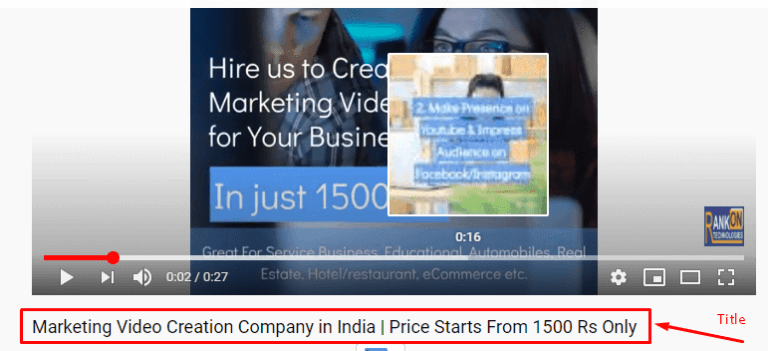 Hire us to Crea
Marketing Vide
for Your Busine
In just 1500
2. Make Presence on
Youtube & Impress
Audience on
Facebook/Instagram
0:16
RANKON
TECHNOLOGIES
Great For Service Business, Educational, Automobiles, Real
Estate, Hotel/restaurant, eCommerce etc.
0:02 / 0:27
Marketing Video Creation Company in India | Price Starts From 1500 Rs Only
Title